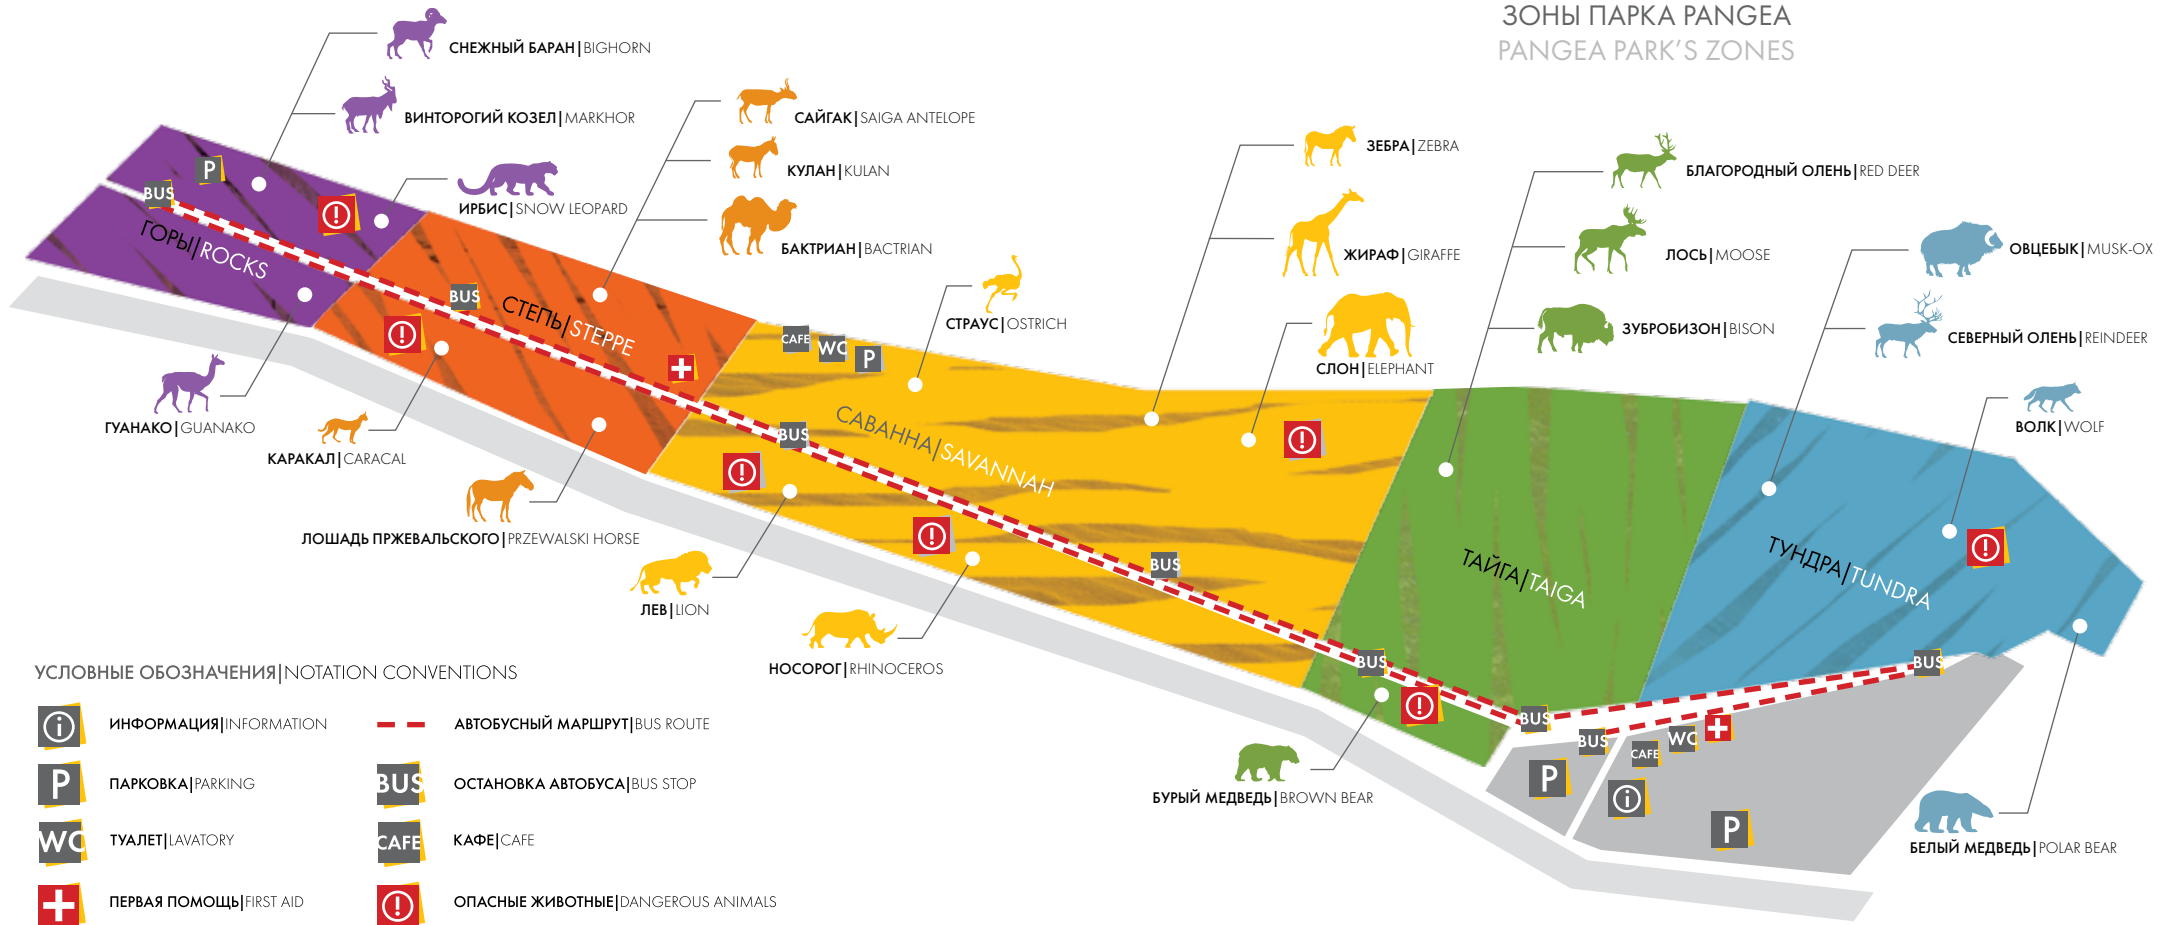 ЗОНЫ ПАРКА PANGEA
PANGEA PARK'S ZONES
СНЕЖНЫЙ БАРАН|BIGHORN
ВИНТОРОГИЙ КОЗЕЛ|MARKHOR
ИРБИС|SNOW LEOPARD
САЙГАК|SAIGA ANTELOPE
КУЛАН|KULAN
БАКТРИАН|BACTRIAN
СТРАУС|OSTRICH
ЗЕБРА|ZEBRA
ЖИРАФ|GIRAFFE
СЛОН|ELEPHANT
БЛАГОРОДНЫЙ ОЛЕНЬ|RED DEER
ЛОСЬ|MOOSE
ЗУБРОБИЗОН|BISON
ОВЦЕБЫК|MUSK-OX
СЕВЕРНЫЙ ОЛЕНЬ|REINDEER
ВОЛК|WOLF
P
BUS
ГОРЫ|ROCKS
BUS
СТЕПЬ|STEPPE
CAFE
WC
P
САВАННА|SAVANNAH
BUS
BUS
ТАЙГА|TAIGA
BUS
ТУНДРА|TUNDRA
BUS
BUS
BUS
CAFE
WC
P
i
P
ГУАНАКО|GUANAKO
КАРАКАЛ|CARACAL
ЛОШАДЬ ПРЖЕВАЛЬСКОГО|PRZEWALSKI HORSE
ЛЕВ|LION
НОСОРОГ|RHINOCEROS
БУРЫЙ МЕДВЕДЬ|BROWN BEAR
БЕЛЫЙ МЕДВЕДЬ|POLAR BEAR
УСЛОВНЫЕ ОБОЗНАЧЕНИЯ|NOTATION CONVENTIONS
i ИНФОРМАЦИЯ|INFORMATION
P ПАРКОВКА|PARKING
WC ТУАЛЕТ|LAVATORY
ПЕРВАЯ ПОМОЩЬ|FIRST AID
АВТОБУСНЫЙ МАРШРУТ|BUS ROUTE
BUS ОСТАНОВКА АВТОБУСА|BUS STOP
CAFE КАФЕ|CAFE
! ОПАСНЫЕ ЖИВОТНЫЕ|DANGEROUS ANIMALS